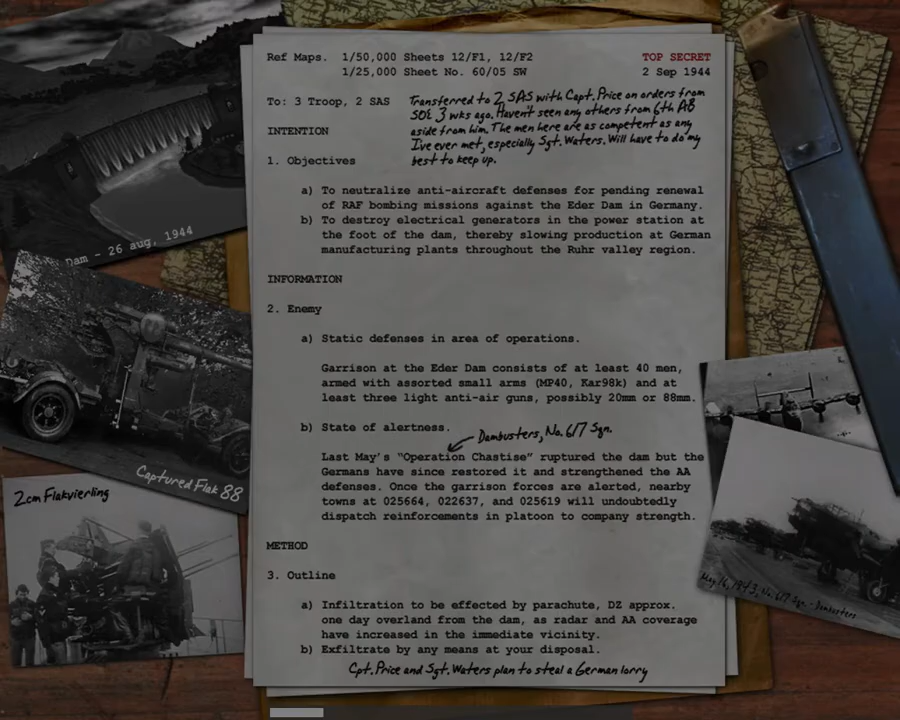 Ref Maps. 1/50,000 Sheets 12/F1, 12/F2
TOP SECRET
1/25,000 Sheet No. 60/05 SW
2 Sep 1944
To: 3 Troop, 2 SAS
Transferred to 2 SAS with Capt. Price on orders from
SOE 3 wks ago. Haven't seen any others from 6th AB
aside from him. The men here are as competent as any
I've ever met, especially Sgt. Waters. Will have to do my
best to keep up.
INTENTION
1. Objectives
a) To neutralize anti-aircraft defenses for pending renewal
of RAF bombing missions against the Eder Dam in Germany.
b) To destroy electrical generators in the power station at
the foot of the dam, thereby slowing production at German
manufacturing plants throughout the Ruhr valley region.
INFORMATION
2. Enemy
a) Static defenses in area of operations.
Garrison at the Eder Dam consists of at least 40 men,
armed with assorted small arms (MP40, Kar98k) and at
least three light anti-air guns, possibly 20mm or 88mm.
b) State of alertness.
Dambusters, No. 617 Sqn.
Last May's "Operation Chastise" ruptured the dam but the
Germans have since restored it and strengthened the AA
defenses. Once the garrison forces are alerted, nearby
towns at 025664, 022637, and 025619 will undoubtedly
dispatch reinforcements in platoon to company strength.
METHOD
3. Outline
a) Infiltration to be effected by parachute, DZ approx.
one day overland from the dam, as radar and AA coverage
have increased in the immediate vicinity.
b) Exfiltrate by any means at your disposal.
Cpt. Price and Sgt. Waters plan to steal a German lorry
Dam - 26 aug, 1944
Captured Flak 88
2cm Flakvierling
May 16, 1943, No. 617 Sqn. - Dambusters